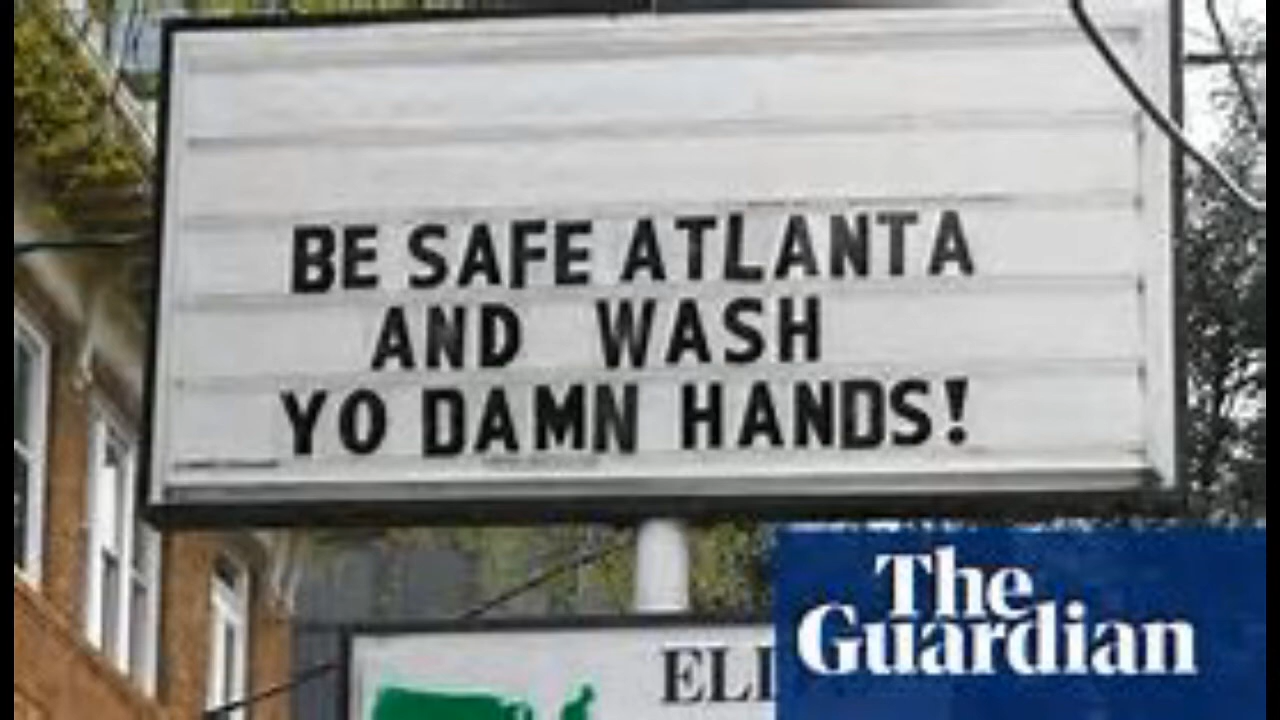 BE SAFE ATLANTA
AND WASH
YO DAMN HANDS!
The
Guardian